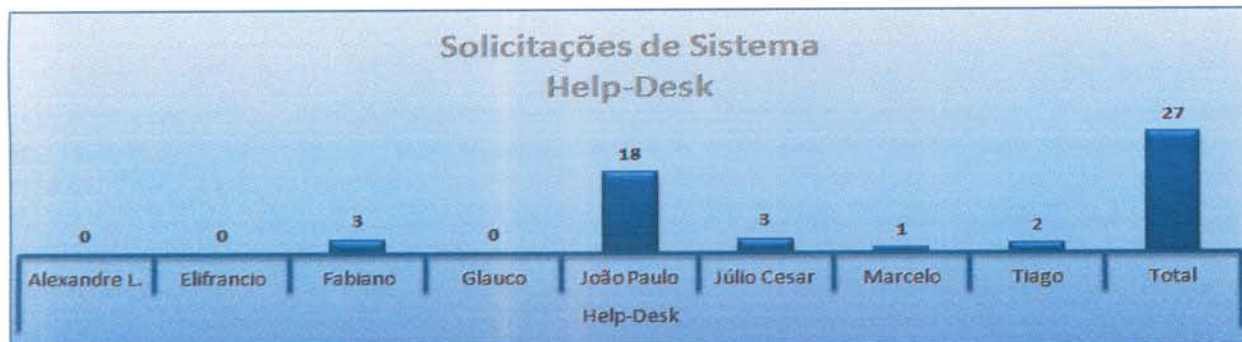 Solicitações de Sistema
Help-Desk
0 0 3 0 18 3 1 2 27
Alexandre L. Elifrancio Fabiano Glauco João Paulo Júlio Cesar Marcelo Tiago Total
Help-Desk